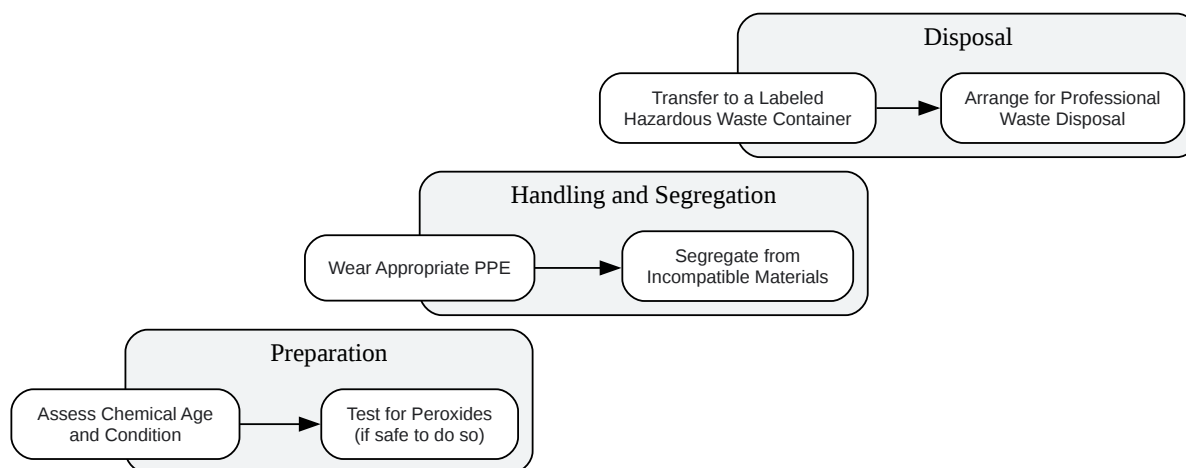 Disposal
Transfer to a Labeled
Hazardous Waste Container
Arrange for Professional
Waste Disposal
Handling and Segregation
Wear Appropriate PPE
Segregate from
Incompatible Materials
Preparation
Assess Chemical Age
and Condition
Test for Peroxides
(if safe to do so)